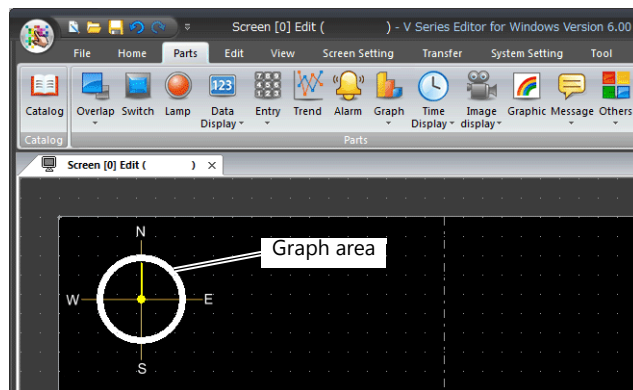 Screen [0] Edit ( ) - V Series Editor for Windows Version 6.00
File Home Parts Edit View Screen Setting Transfer System Setting Tool
123
Catalog Overlap Switch Lamp Data Display Entry Trend Alarm Graph Time Display Image display Graphic Message Others
Catalog Parts
Screen [0] Edit ( ) ×
N
Graph area
W E
S